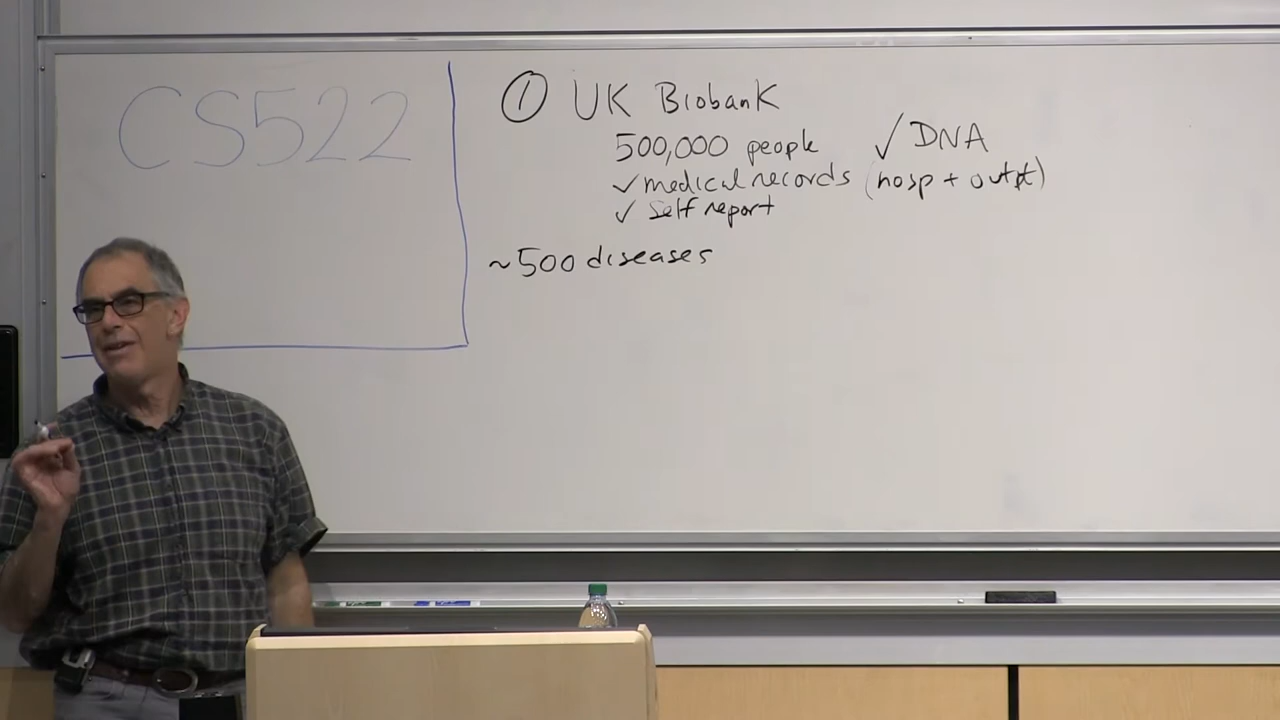 CS522
① UK Biobank
500,000 people ✓ DNA
✓ medical records (hosp + outpt)
✓ Self report
~500 diseases